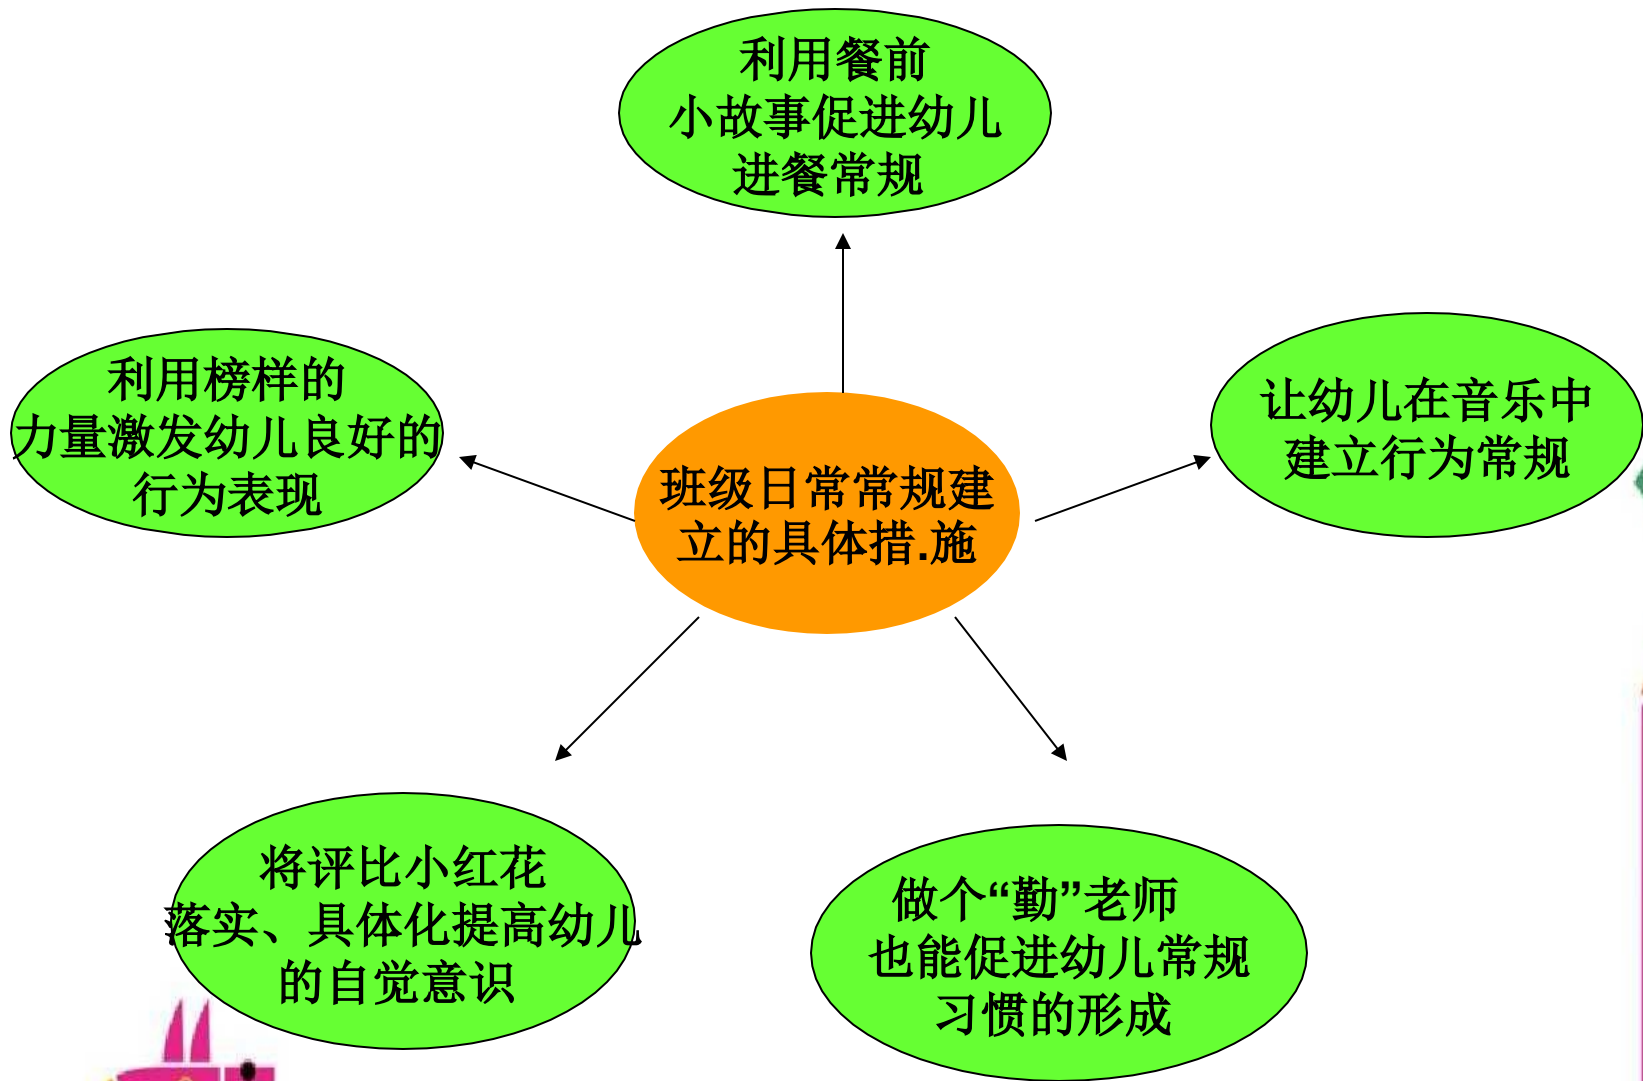 利用餐前
小故事促进幼儿
进餐常规
利用榜样的
力量激发幼儿良好的
行为表现
让幼儿在音乐中
建立行为常规
班级日常常规建
立的具体措.施
将评比小红花
落实、具体化提高幼儿
的自觉意识
做个“勤”老师
也能促进幼儿常规
习惯的形成